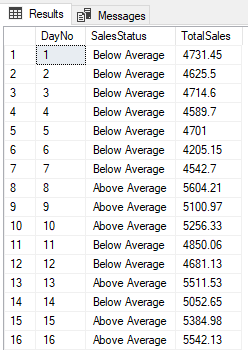 Results Messages
DayNo SalesStatus TotalSales
1 1 Below Average 4731.45
2 2 Below Average 4625.5
3 3 Below Average 4714.6
4 4 Below Average 4589.7
5 5 Below Average 4701
6 6 Below Average 4205.15
7 7 Below Average 4542.7
8 8 Above Average 5604.21
9 9 Above Average 5100.97
10 10 Above Average 5256.33
11 11 Below Average 4850.06
12 12 Below Average 4681.13
13 13 Above Average 5511.53
14 14 Below Average 5052.65
15 15 Above Average 5384.98
16 16 Above Average 5542.13